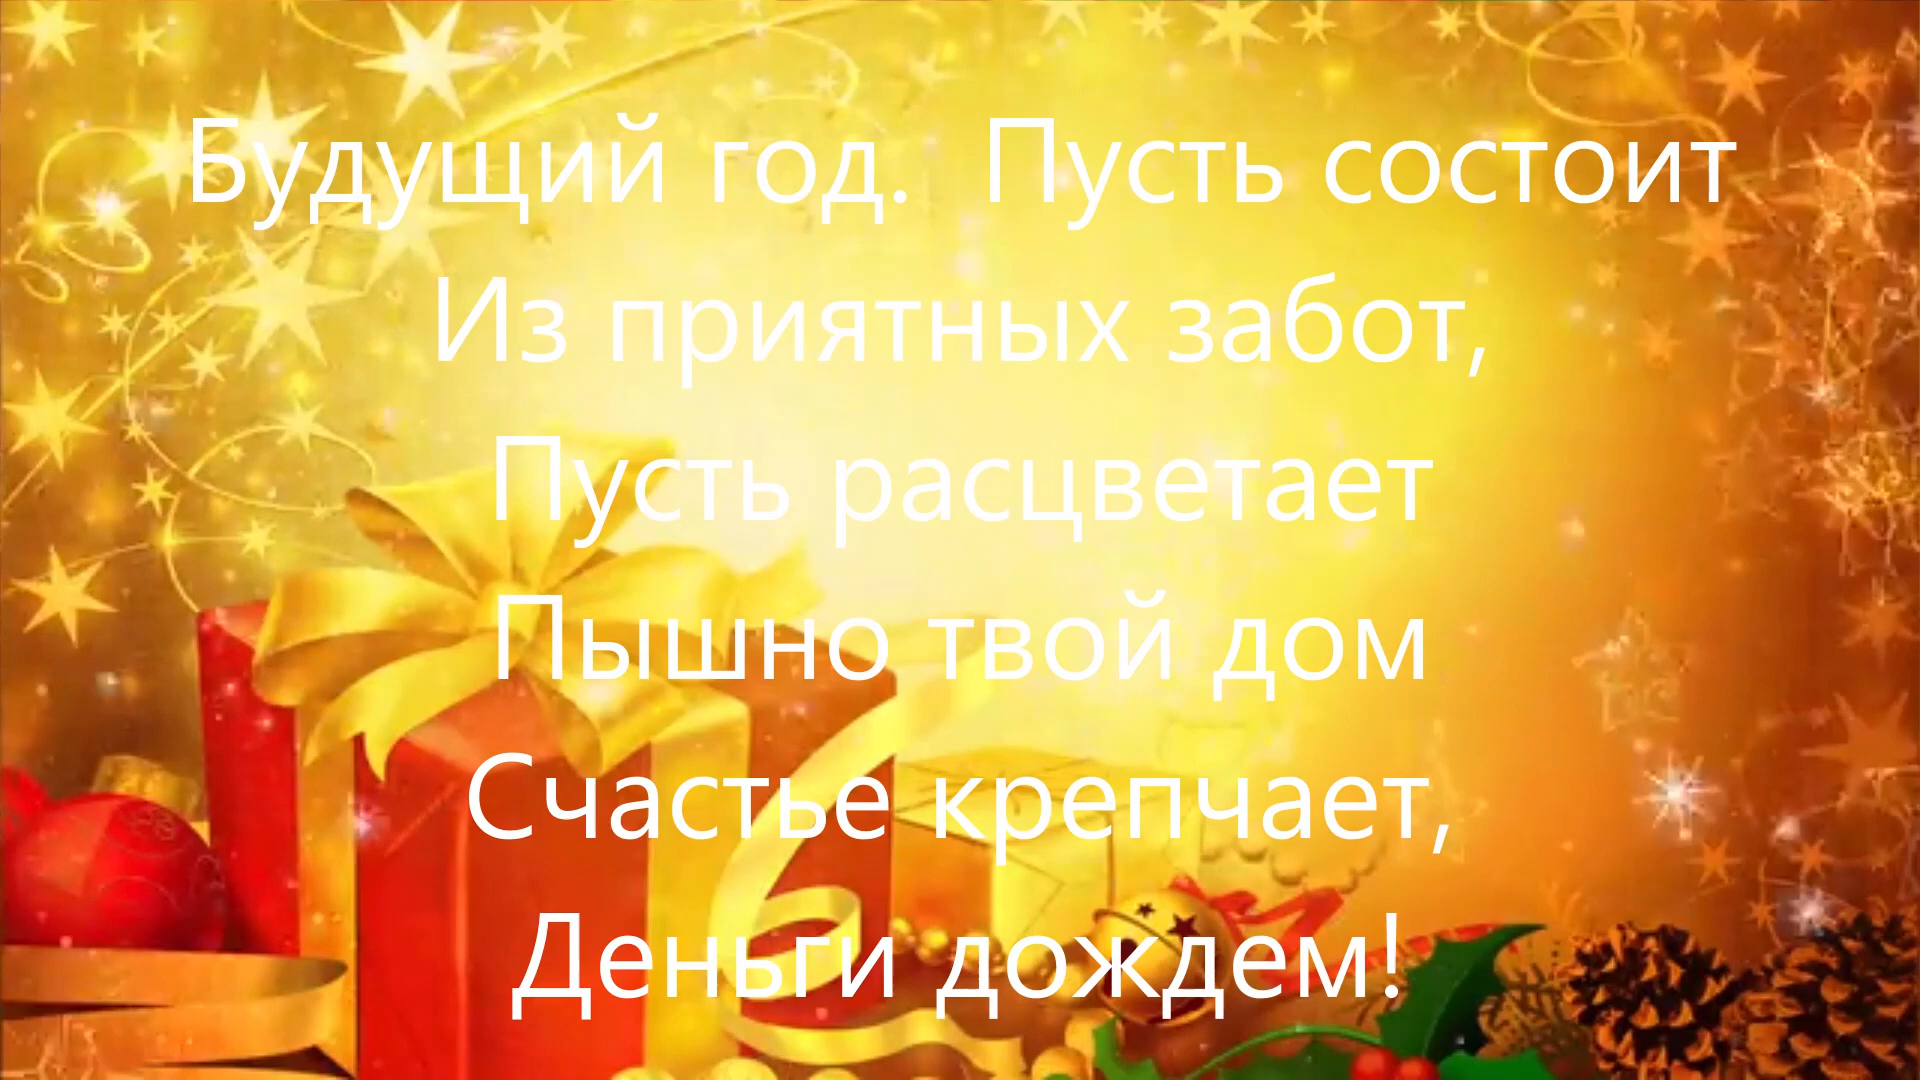 Будущий год.  Пусть состоит
Из приятных забот,
Пусть расцветает
Пышно твой дом
Счастье крепчает,
Деньги дождем!